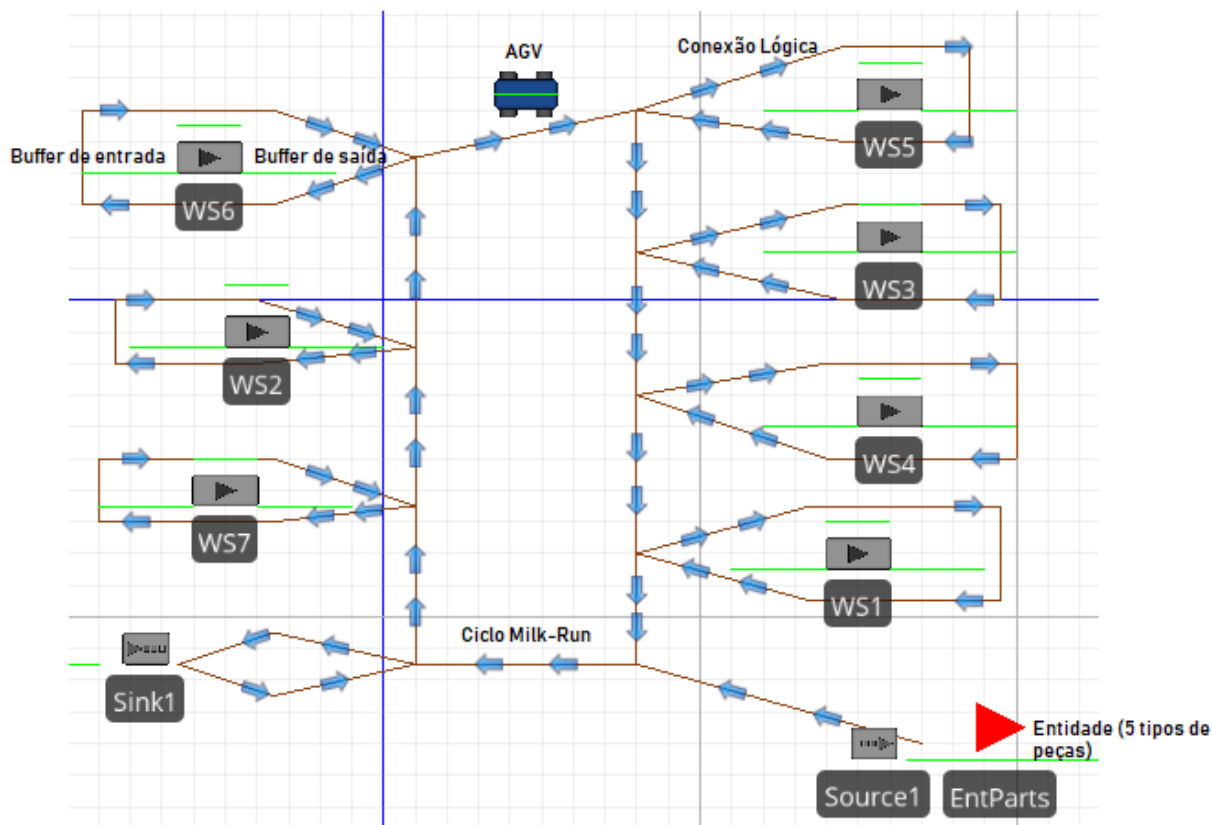 AGV
Conexão Lógica
WS5
Buffer de entrada
Buffer de saída
WS6
WS3
WS2
WS4
WS7
WS1
Ciclo Milk-Run
Sink1
Entidade (5 tipos de
peças)
Source1
EntParts